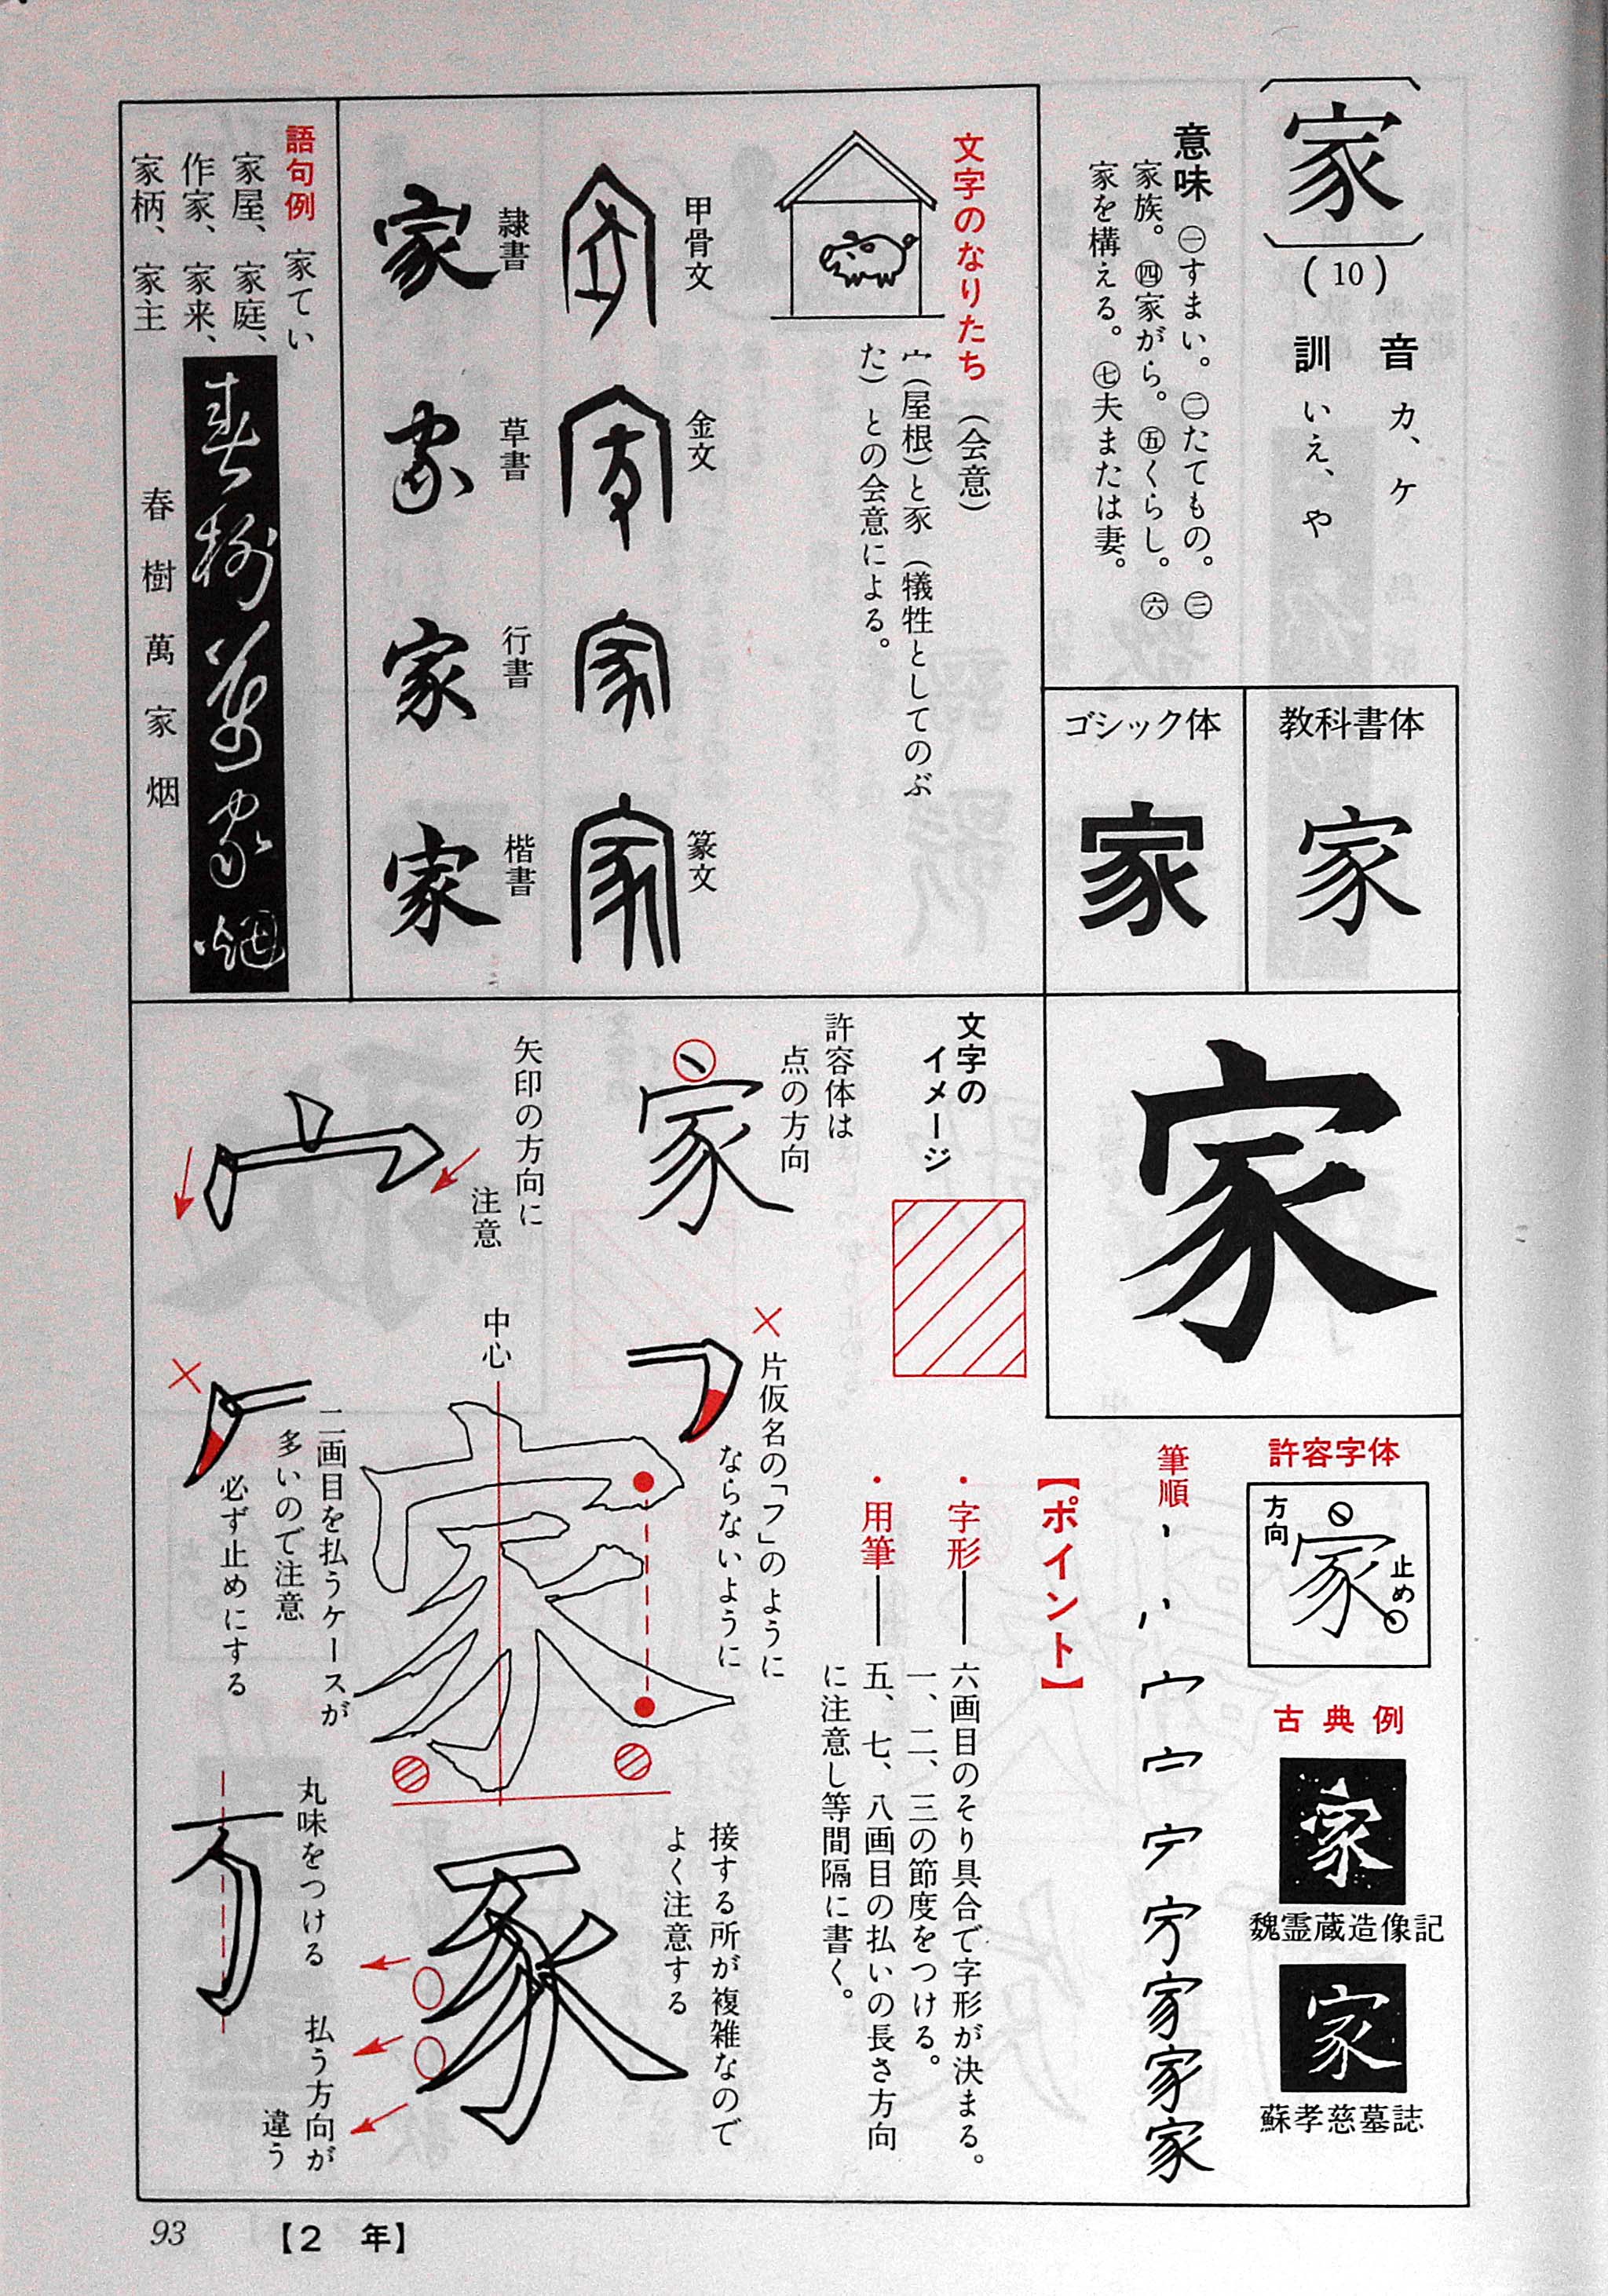 家
(10)
音 カ、ケ
訓 いえ、や
意味 ㊀すまい。㊁たてもの。㊂
家族。㊃家がら。㊄くらし。㊅
家を構える。㊆夫または妻。
教科書体
家
ゴシック体
家
文字のなりたち (会意)
宀(屋根)と豕(犠牲としてのぶ
た)との会意による。
甲骨文
金文
篆文
家
隷書
家
草書
家
行書
家
楷書
家
語句例 家てい
家屋、家庭、
作家、家来、
家柄、家主
春樹萬家烟
春樹萬家烟
家
許容字体
家
方向
止め
古典例
家
魏霊蔵造像記
家
蘇孝慈墓誌
筆順
家
家
家
【ポイント】
・字形――六画目のそり具合で字形が決まる。
一、二、三の節度をつける。
・用筆――五、七、八画目の払いの長さ方向
に注意し等間隔に書く。
文字の
イメージ
許容体は
点の方向
家
矢印の方向に
注意
宀
×
片仮名の「フ」のように
ならないように
中心
家
×
二画目を払うケースが
多いので注意
必ず止めにする
接する所が複雑なので
よく注意する
豕
丸味をつける
払う方向が
違う
93
【2 年】